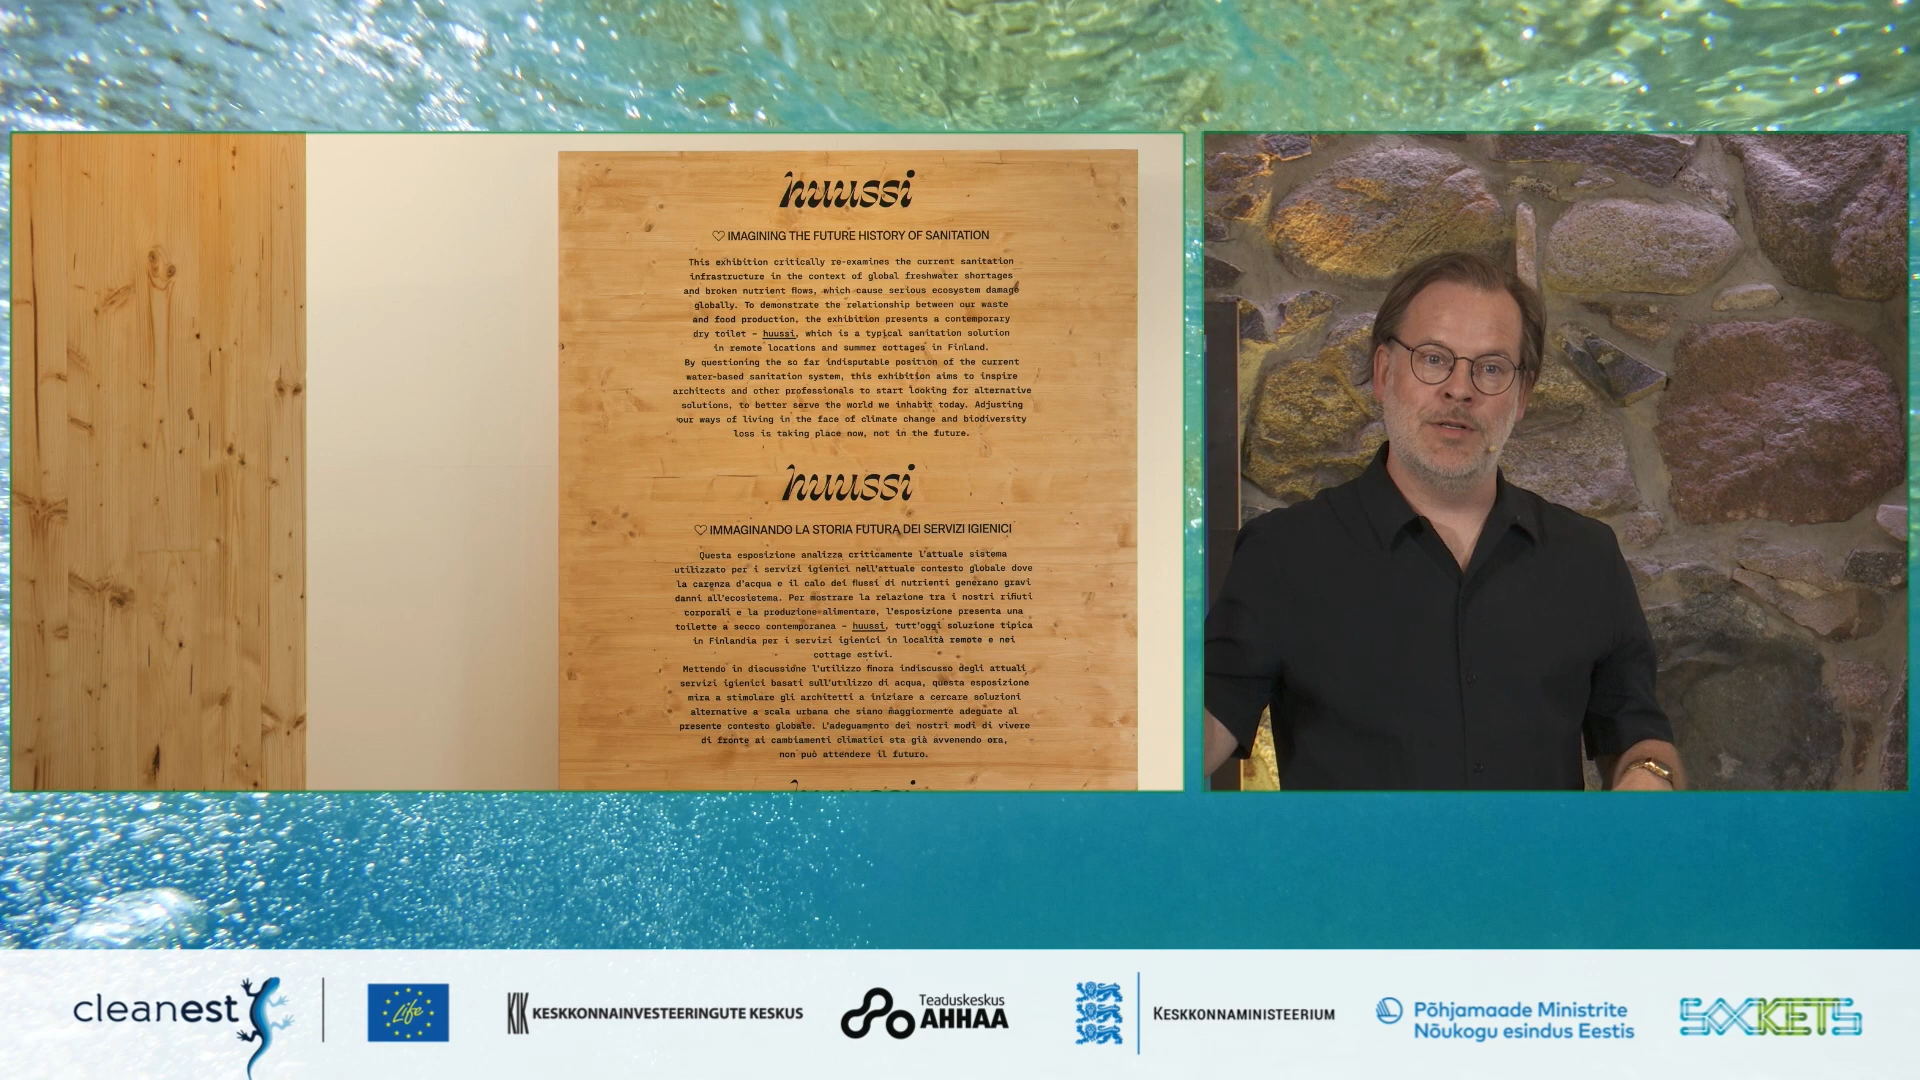 huussi
♡ IMAGINING THE FUTURE HISTORY OF SANITATION
This exhibition critically re-examines the current sanitation
infrastructure in the context of global freshwater shortages
and broken nutrient flows, which cause serious ecosystem damage
globally. To demonstrate the relationship between our waste
and food production, the exhibition presents a contemporary
dry toilet – huussi, which is a typical sanitation solution
in remote locations and summer cottages in Finland.
By questioning the so far indisputable position of the current
water-based sanitation system, this exhibition aims to inspire
architects and other professionals to start looking for alternative
solutions, to better serve the world we inhabit today. Adjusting
our ways of living in the face of climate change and biodiversity
loss is taking place now, not in the future.
huussi
♡ IMMAGINANDO LA STORIA FUTURA DEI SERVIZI IGIENICI
Questa esposizione analizza criticamente l'attuale sistema
utilizzato per i servizi igienici nell'attuale contesto globale dove
la carenza d'acqua e il calo dei flussi di nutrienti generano gravi
danni all'ecosistema. Per mostrare la relazione tra i nostri rifiuti
corporali e la produzione alimentare, l'esposizione presenta una
toilette a secco contemporanea – huussi, tutt'oggi soluzione tipica
in Finlandia per i servizi igienici in località remote e nei
cottage estivi.
Mettendo in discussione l'utilizzo finora indiscusso degli attuali
servizi igienici basati sull'utilizzo di acqua, questa esposizione
mira a stimolare gli architetti a iniziare a cercare soluzioni
alternative a scala urbana che siano maggiormente adeguate al
presente contesto globale. L'adeguamento dei nostri modi di vivere
di fronte ai cambiamenti climatici sta già avvenendo ora,
non può attendere il futuro.
cleanest
Life
KIK KESKKONNAINVESTEERINGUTE KESKUS
Teaduskeskus
AHHAA
KESKKONNAMINISTEERIUM
Põhjamaade Ministrite
Nõukogu esindus Eestis
SOCKETS